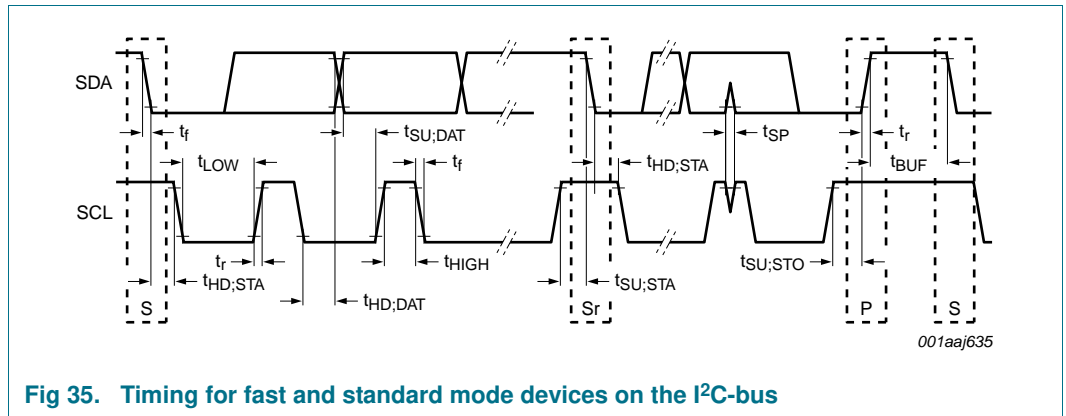 SDA
t_f
t_SU;DAT
t_SP
t_r
t_LOW
t_f
t_HD;STA
t_BUF
SCL
t_r
t_HIGH
t_SU;STA
t_SU;STO
t_HD;STA
t_HD;DAT
S
Sr
P
S
001aaj635
Fig 35. Timing for fast and standard mode devices on the I²C-bus